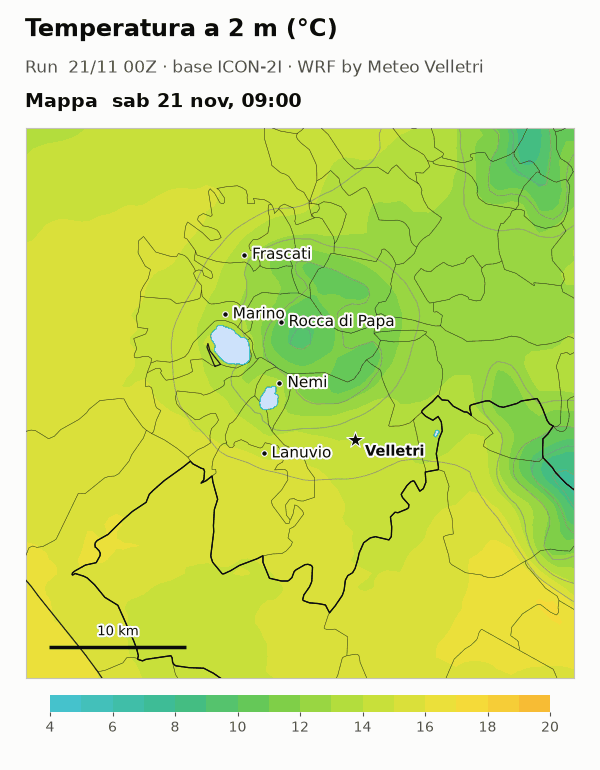 Temperatura a 2 m (°C)
Run  21/11 00Z · base ICON-2I · WRF by Meteo Velletri
Mappa  sab 21 nov, 09:00
Frascati
Marino
Rocca di Papa
Nemi
Velletri
Lanuvio
10 km
4 6 8 10 12 14 16 18 20